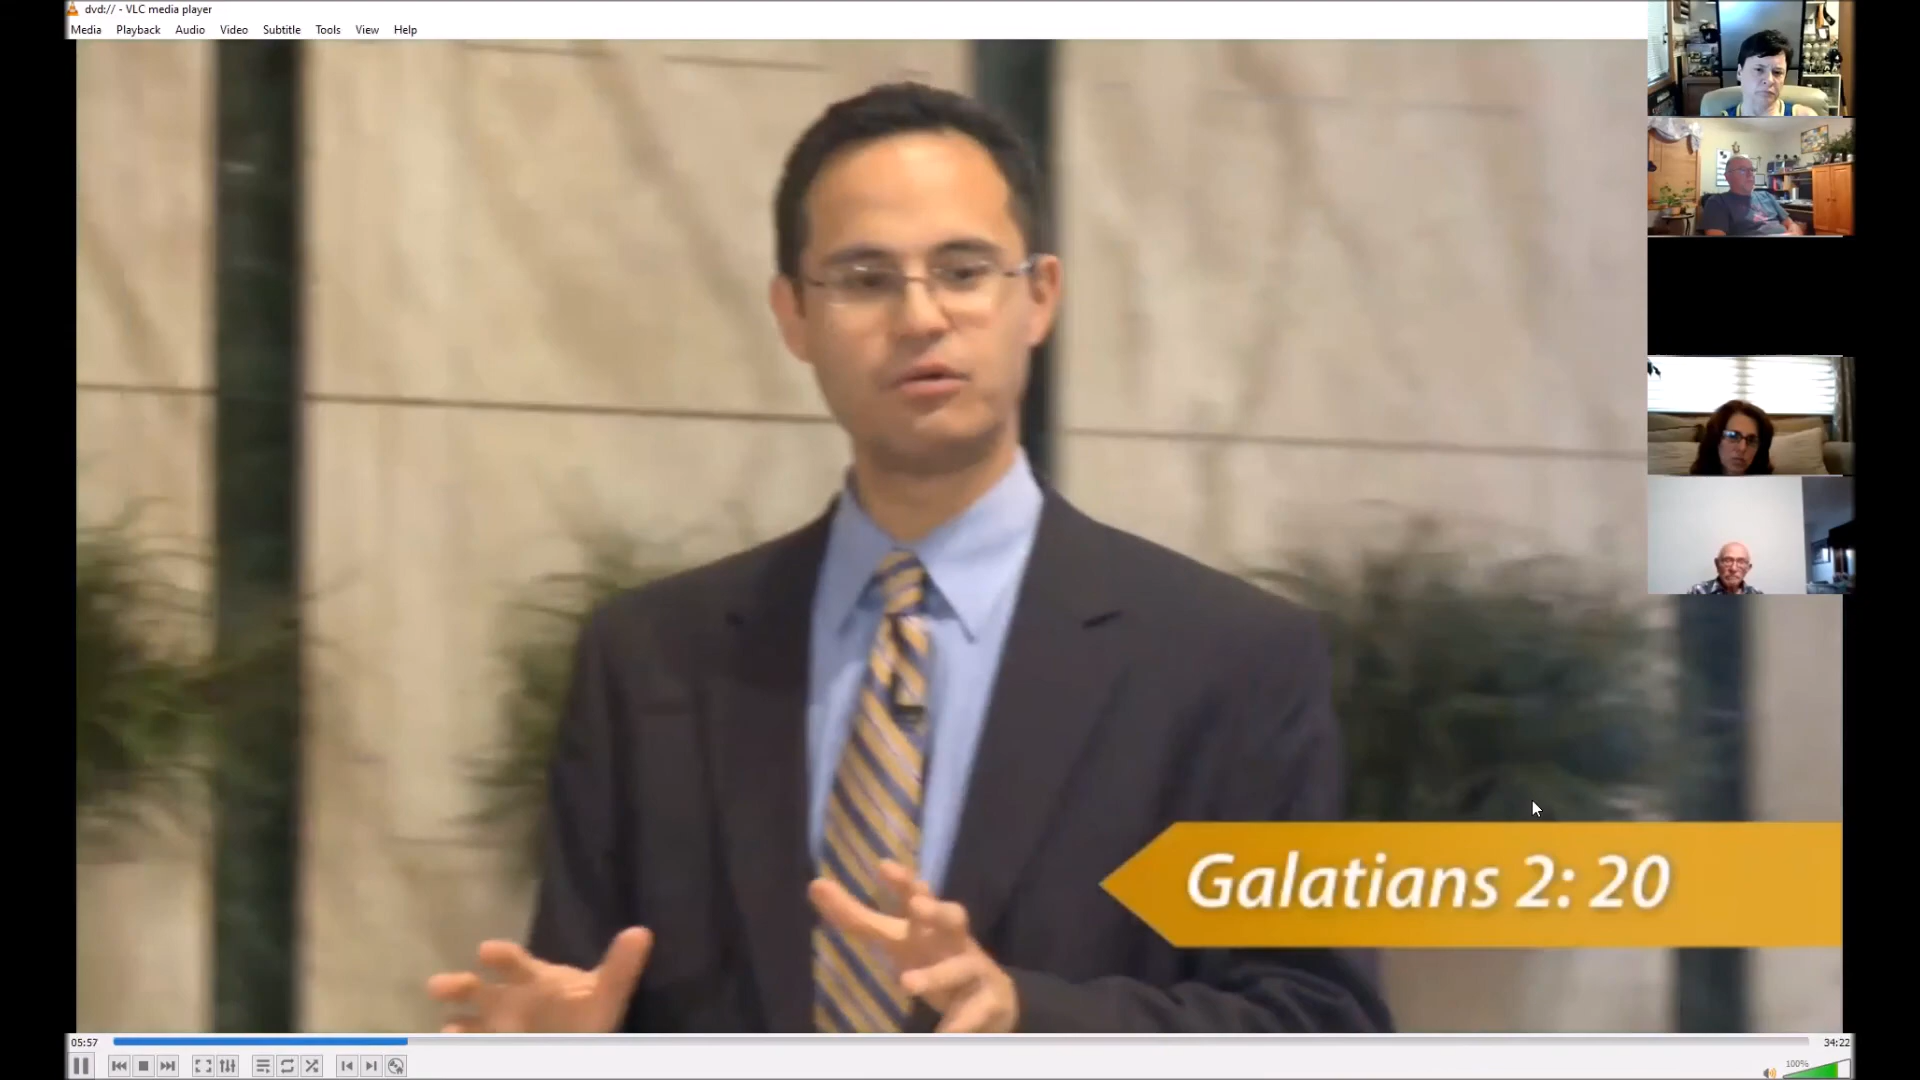 dvd:// - VLC media player
Media Playback Audio Video Subtitle Tools View Help
Galatians 2: 20
05:57
34:22
100%